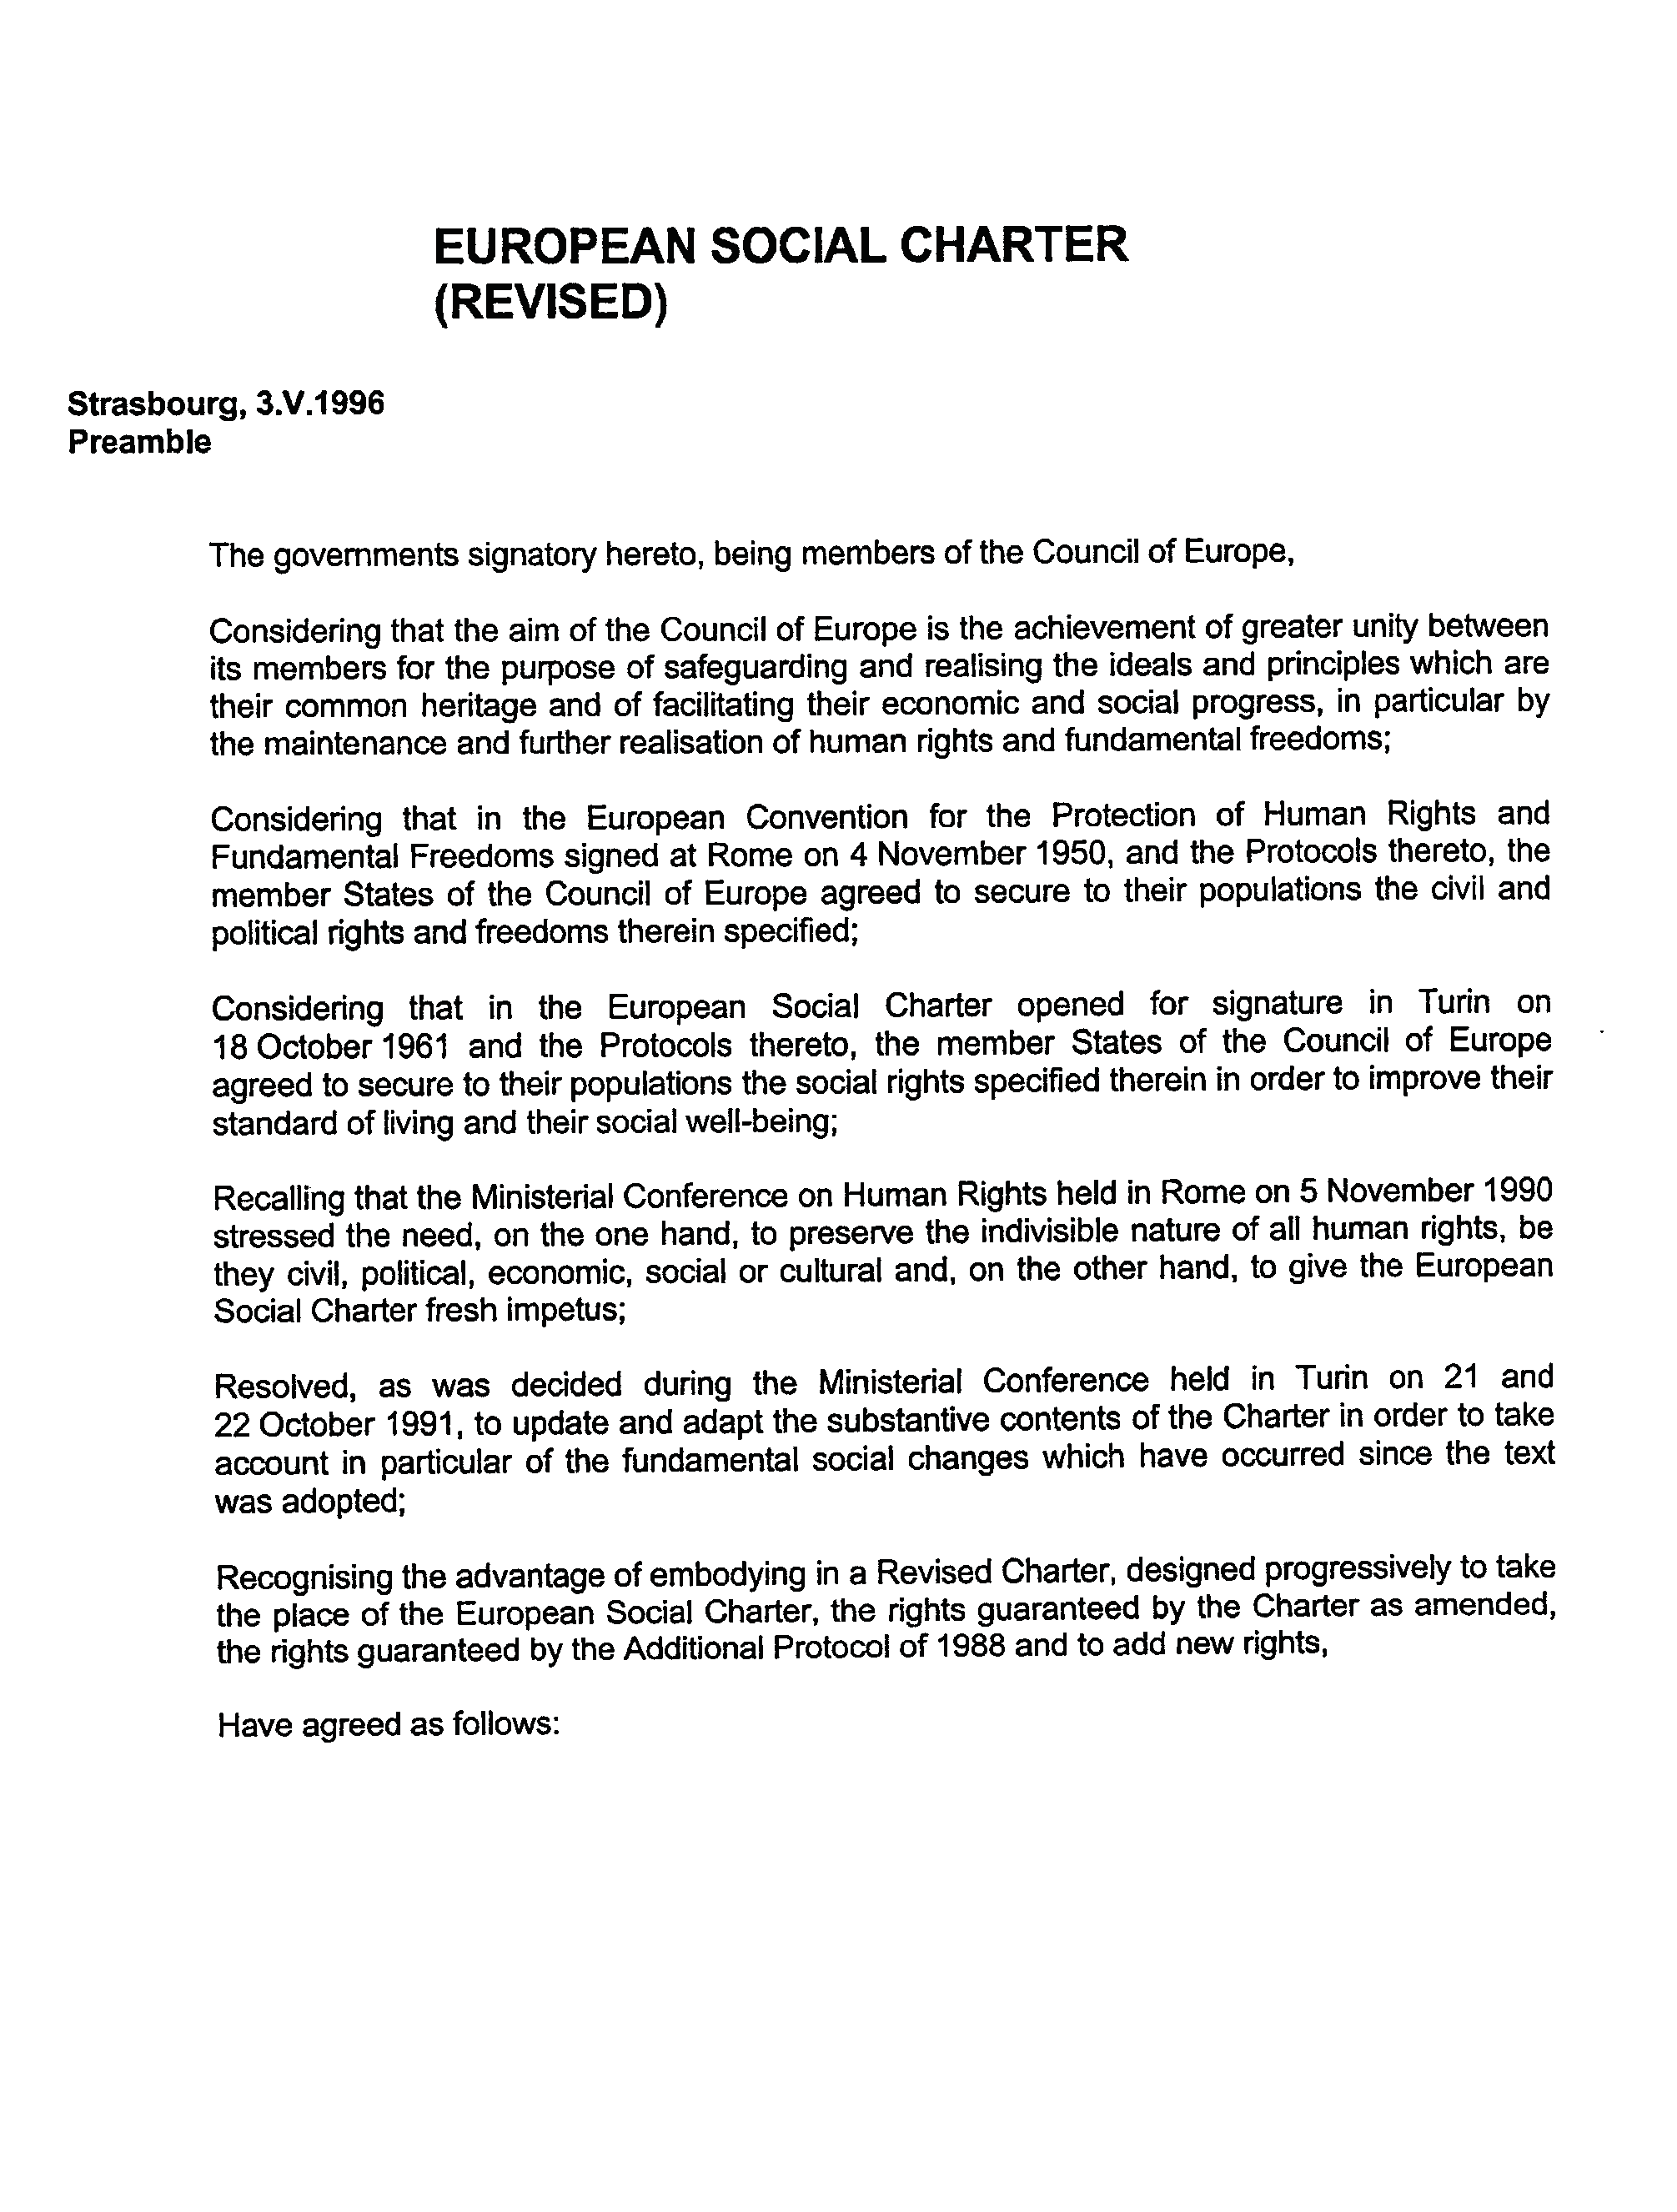 EUROPEAN SOCIAL CHARTER
(REVISED)
Strasbourg, 3.V.1996
Preamble
The governments signatory hereto, being members of the Council of Europe,
Considering that the aim of the Council of Europe is the achievement of greater unity between
its members for the purpose of safeguarding and realising the ideals and principles which are
their common heritage and of facilitating their economic and social progress, in particular by
the maintenance and further realisation of human rights and fundamental freedoms;
Considering that in the European Convention for the Protection of Human Rights and
Fundamental Freedoms signed at Rome on 4 November 1950, and the Protocols thereto, the
member States of the Council of Europe agreed to secure to their populations the civil and
political rights and freedoms therein specified;
Considering that in the European Social Charter opened for signature in Turin on
18 October 1961 and the Protocols thereto, the member States of the Council of Europe
agreed to secure to their populations the social rights specified therein in order to improve their
standard of living and their social well-being;
Recalling that the Ministerial Conference on Human Rights held in Rome on 5 November 1990
stressed the need, on the one hand, to preserve the indivisible nature of all human rights, be
they civil, political, economic, social or cultural and, on the other hand, to give the European
Social Charter fresh impetus;
Resolved, as was decided during the Ministerial Conference held in Turin on 21 and
22 October 1991, to update and adapt the substantive contents of the Charter in order to take
account in particular of the fundamental social changes which have occurred since the text
was adopted;
Recognising the advantage of embodying in a Revised Charter, designed progressively to take
the place of the European Social Charter, the rights guaranteed by the Charter as amended,
the rights guaranteed by the Additional Protocol of 1988 and to add new rights,
Have agreed as follows: